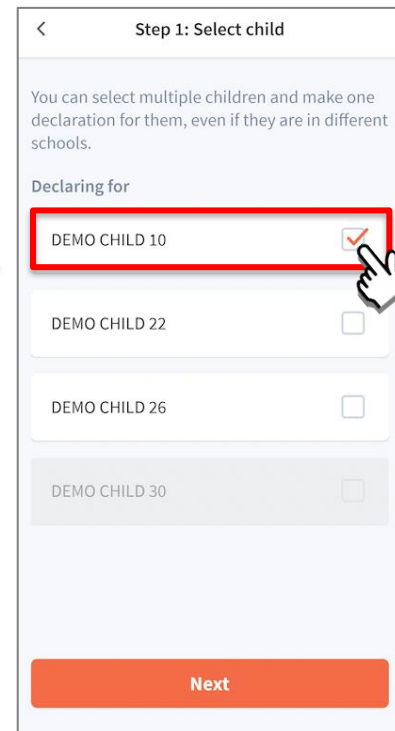 Step 1: Select child
You can select multiple children and make one
declaration for them, even if they are in different
schools.
Declaring for
DEMO CHILD 10
DEMO CHILD 22
DEMO CHILD 26
DEMO CHILD 30
Next